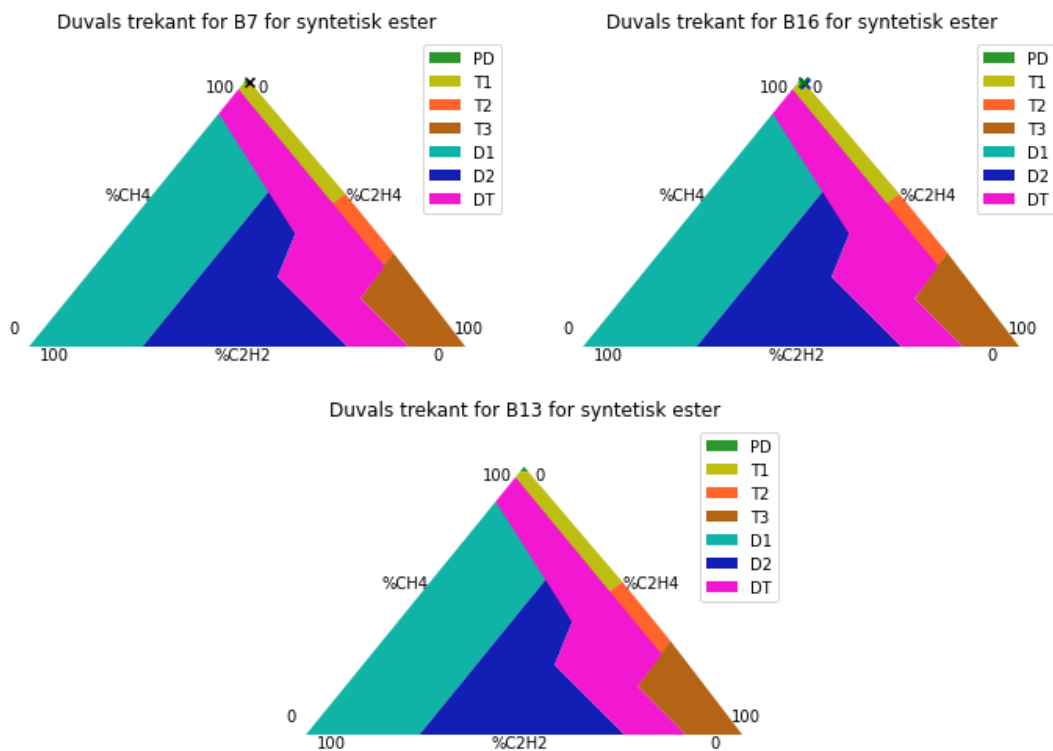 Duvals trekant for B7 for syntetisk ester
PD
T1
T2
T3
D1
D2
DT
100
0
%CH4
%C2H4
0
100
100
%C2H2
0
Duvals trekant for B16 for syntetisk ester
PD
T1
T2
T3
D1
D2
DT
100
0
%CH4
%C2H4
0
100
100
%C2H2
0
Duvals trekant for B13 for syntetisk ester
PD
T1
T2
T3
D1
D2
DT
100
0
%CH4
%C2H4
0
100
100
%C2H2
0